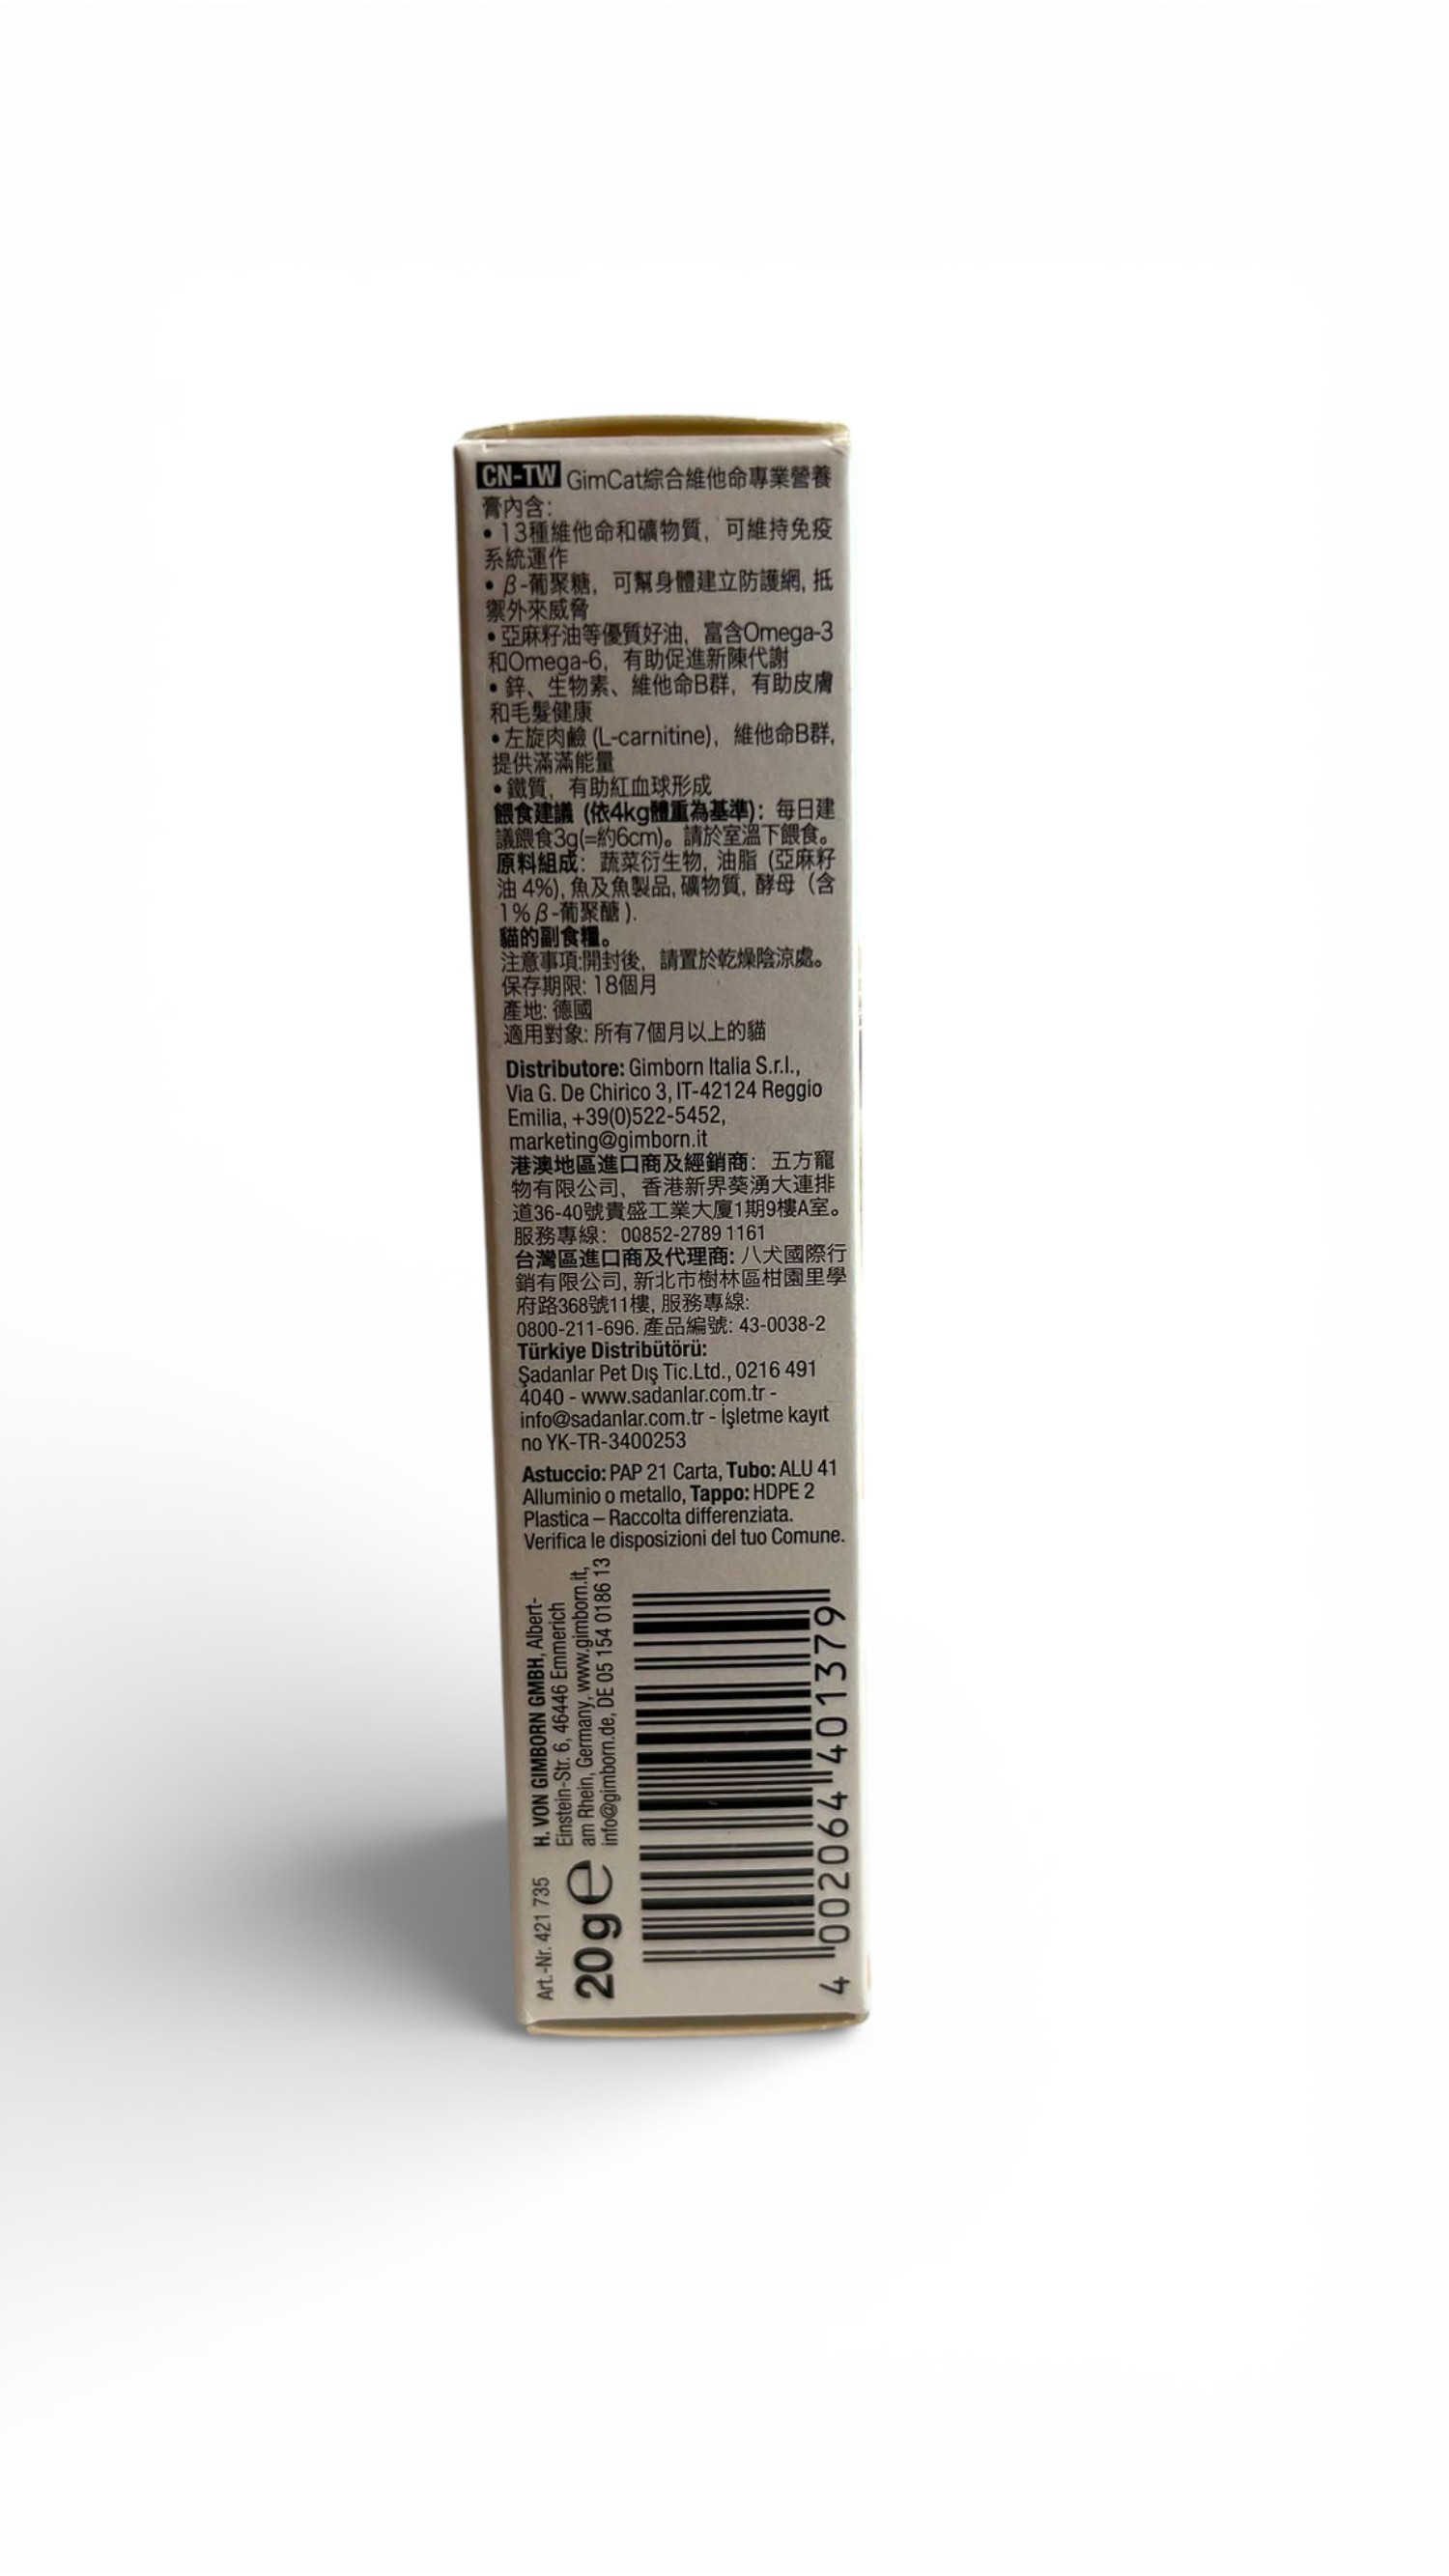 CN-TW GimCat綜合維他命專業營養
膏內含:
• 13種維他命和礦物質，可維持免疫
系統運作
• β-葡聚糖，可幫身體建立防護網, 抵
禦外來威脅
• 亞麻籽油等優質好油，富含Omega-3
和Omega-6，有助促進新陳代謝
• 鋅、生物素、維他命B群，有助皮膚
和毛髮健康
• 左旋肉鹼 (L-carnitine)，維他命B群,
提供滿滿能量
• 鐵質，有助紅血球形成
餵食建議 (依4kg體重為基準)：每日建
議餵食3g(=約6cm)。請於室溫下餵食。
原料組成：蔬菜衍生物, 油脂 (亞麻籽
油 4%), 魚及魚製品, 礦物質, 酵母（含
1% β-葡聚醣 ).
貓的副食糧。
注意事項:開封後，請置於乾燥陰涼處。
保存期限: 18個月
產地: 德國
適用對象: 所有7個月以上的貓
Distributore: Gimborn Italia S.r.l.,
Via G. De Chirico 3, IT-42124 Reggio
Emilia, +39(0)522-5452,
marketing@gimborn.it
港澳地區進口商及經銷商：五方寵
物有限公司，香港新界葵湧大連排
道36-40號貴盛工業大廈1期9樓A室。
服務專線：00852-2789 1161
台灣區進口商及代理商: 八犬國際行
銷有限公司, 新北市樹林區柑園里學
府路368號11樓, 服務專線:
0800-211-696. 產品編號: 43-0038-2
Türkiye Distribütörü:
Şadanlar Pet Dış Tic.Ltd., 0216 491
4040 - www.sadanlar.com.tr -
info@sadanlar.com.tr - İşletme kayıt
no YK-TR-3400253
Astuccio: PAP 21 Carta, Tubo: ALU 41
Alluminio o metallo, Tappo: HDPE 2
Plastica – Raccolta differenziata.
Verifica le disposizioni del tuo Comune.
H. VON GIMBORN GMBH, Albert-
Einstein-Str. 6, 46446 Emmerich
am Rhein, Germany, www.gimborn.it,
info@gimborn.de, DE 05 154 0186 13
Art.-Nr. 421 735
20g e
4 002064 401379